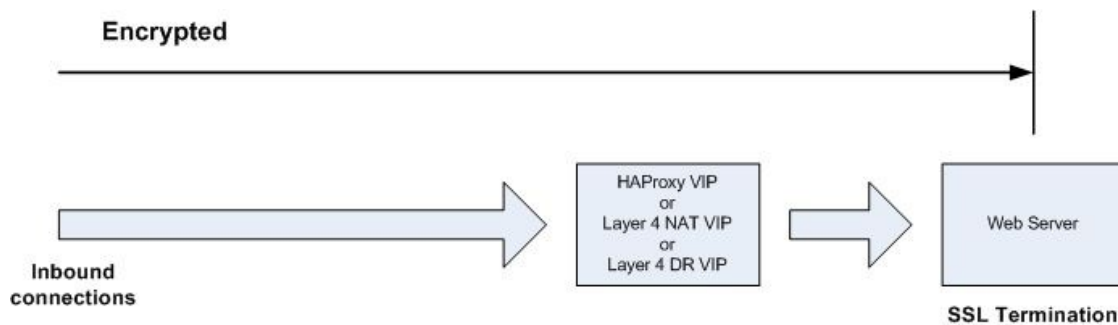 Encrypted
HAProxy VIP
or
Layer 4 NAT VIP
or
Layer 4 DR VIP
Web Server
Inbound
connections
SSL Termination